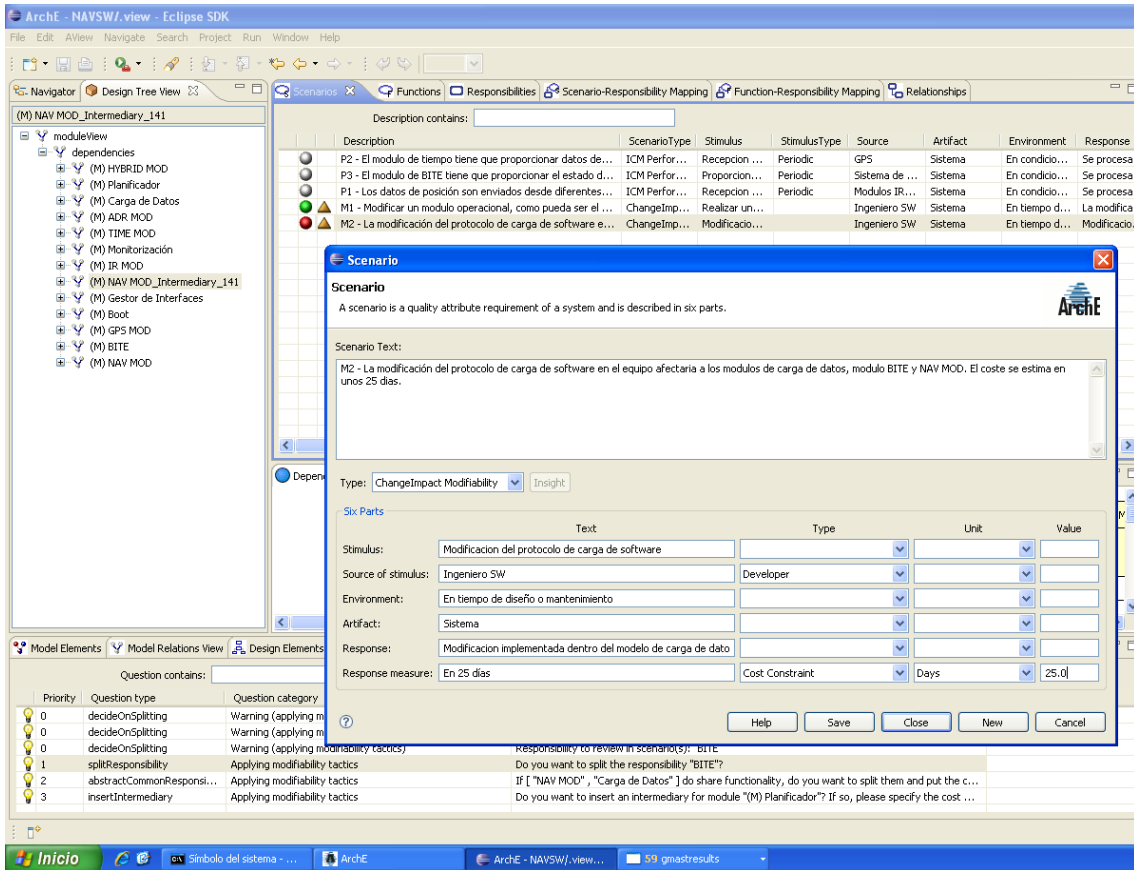 ArchE - NAVSW/.view - Eclipse SDK
File Edit AView Navigate Search Project Run Window Help
Navigator Design Tree View
(M) NAV MOD_Intermediary_141
moduleView
dependencies
(M) HYBRID MOD
(M) Planificador
(M) Carga de Datos
(M) ADR MOD
(M) TIME MOD
(M) Monitorización
(M) IR MOD
(M) NAV MOD_Intermediary_141
(M) Gestor de Interfaces
(M) Boot
(M) GPS MOD
(M) BITE
(M) NAV MOD
Scenarios Functions Responsibilities Scenario-Responsibility Mapping Function-Responsibility Mapping Relationships
Description contains:
Description ScenarioType Stimulus StimulusType Source Artifact Environment Response
P2 - El modulo de tiempo tiene que proporcionar datos de... ICM Perfor... Recepcion ... Periodic GPS Sistema En condicio... Se procesa
P3 - El modulo de BITE tiene que proporcionar el estado d... ICM Perfor... Proporcion... Periodic Sistema de ... Sistema En condicio... Se procesa
P1 - Los datos de posición son enviados desde diferentes... ICM Perfor... Recepcion ... Periodic Modulos IR... Sistema En condicio... Se procesa
M1 - Modificar un modulo operacional, como pueda ser el ... ChangeImp... Realizar un... Ingeniero SW Sistema En tiempo d... La modifica
M2 - La modificación del protocolo de carga de software e... ChangeImp... Modificacio... Ingeniero SW Sistema En tiempo d... Modificacio.
Depen
Scenario
Scenario
A scenario is a quality attribute requirement of a system and is described in six parts.
ArchE
Scenario Text:
M2 - La modificación del protocolo de carga de software en el equipo afectaria a los modulos de carga de datos, modulo BITE y NAV MOD. El coste se estima en
unos 25 dias.
Type: ChangeImpact Modifiability Insight
Six Parts
Text Type Unit Value
Stimulus: Modificacion del protocolo de carga de software
Source of stimulus: Ingeniero SW Developer
Environment: En tiempo de diseño o mantenimiento
Artifact: Sistema
Response: Modificacion implementada dentro del modelo de carga de dato
Response measure: En 25 días Cost Constraint Days 25.0
Help Save Close New Cancel
Model Elements Model Relations View Design Elements
Question contains:
Priority Question type Question category
0 decideOnSplitting Warning (applying m
0 decideOnSplitting Warning (applying m
0 decideOnSplitting Warning (applying modifiability tactics) Responsibility to review in scenario(s): "BITE"
1 splitResponsibility Applying modifiability tactics Do you want to split the responsibility "BITE"?
2 abstractCommonResponsi... Applying modifiability tactics If [ "NAV MOD" , "Carga de Datos" ] do share functionality, do you want to split them and put the c...
3 insertIntermediary Applying modifiability tactics Do you want to insert an intermediary for module "(M) Planificador"? If so, please specify the cost ...
Inicio Símbolo del sistema - ... ArchE ArchE - NAVSW/.view... 59 gmastresults